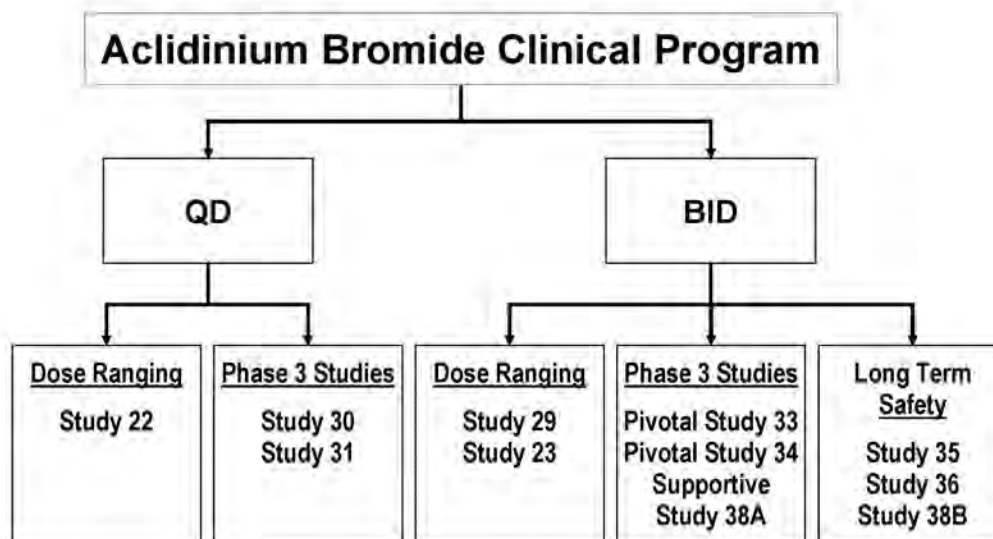 Aclidinium Bromide Clinical Program
QD
BID
Dose Ranging
Study 22
Phase 3 Studies
Study 30
Study 31
Dose Ranging
Study 29
Study 23
Phase 3 Studies
Pivotal Study 33
Pivotal Study 34
Supportive
Study 38A
Long Term
Safety
Study 35
Study 36
Study 38B